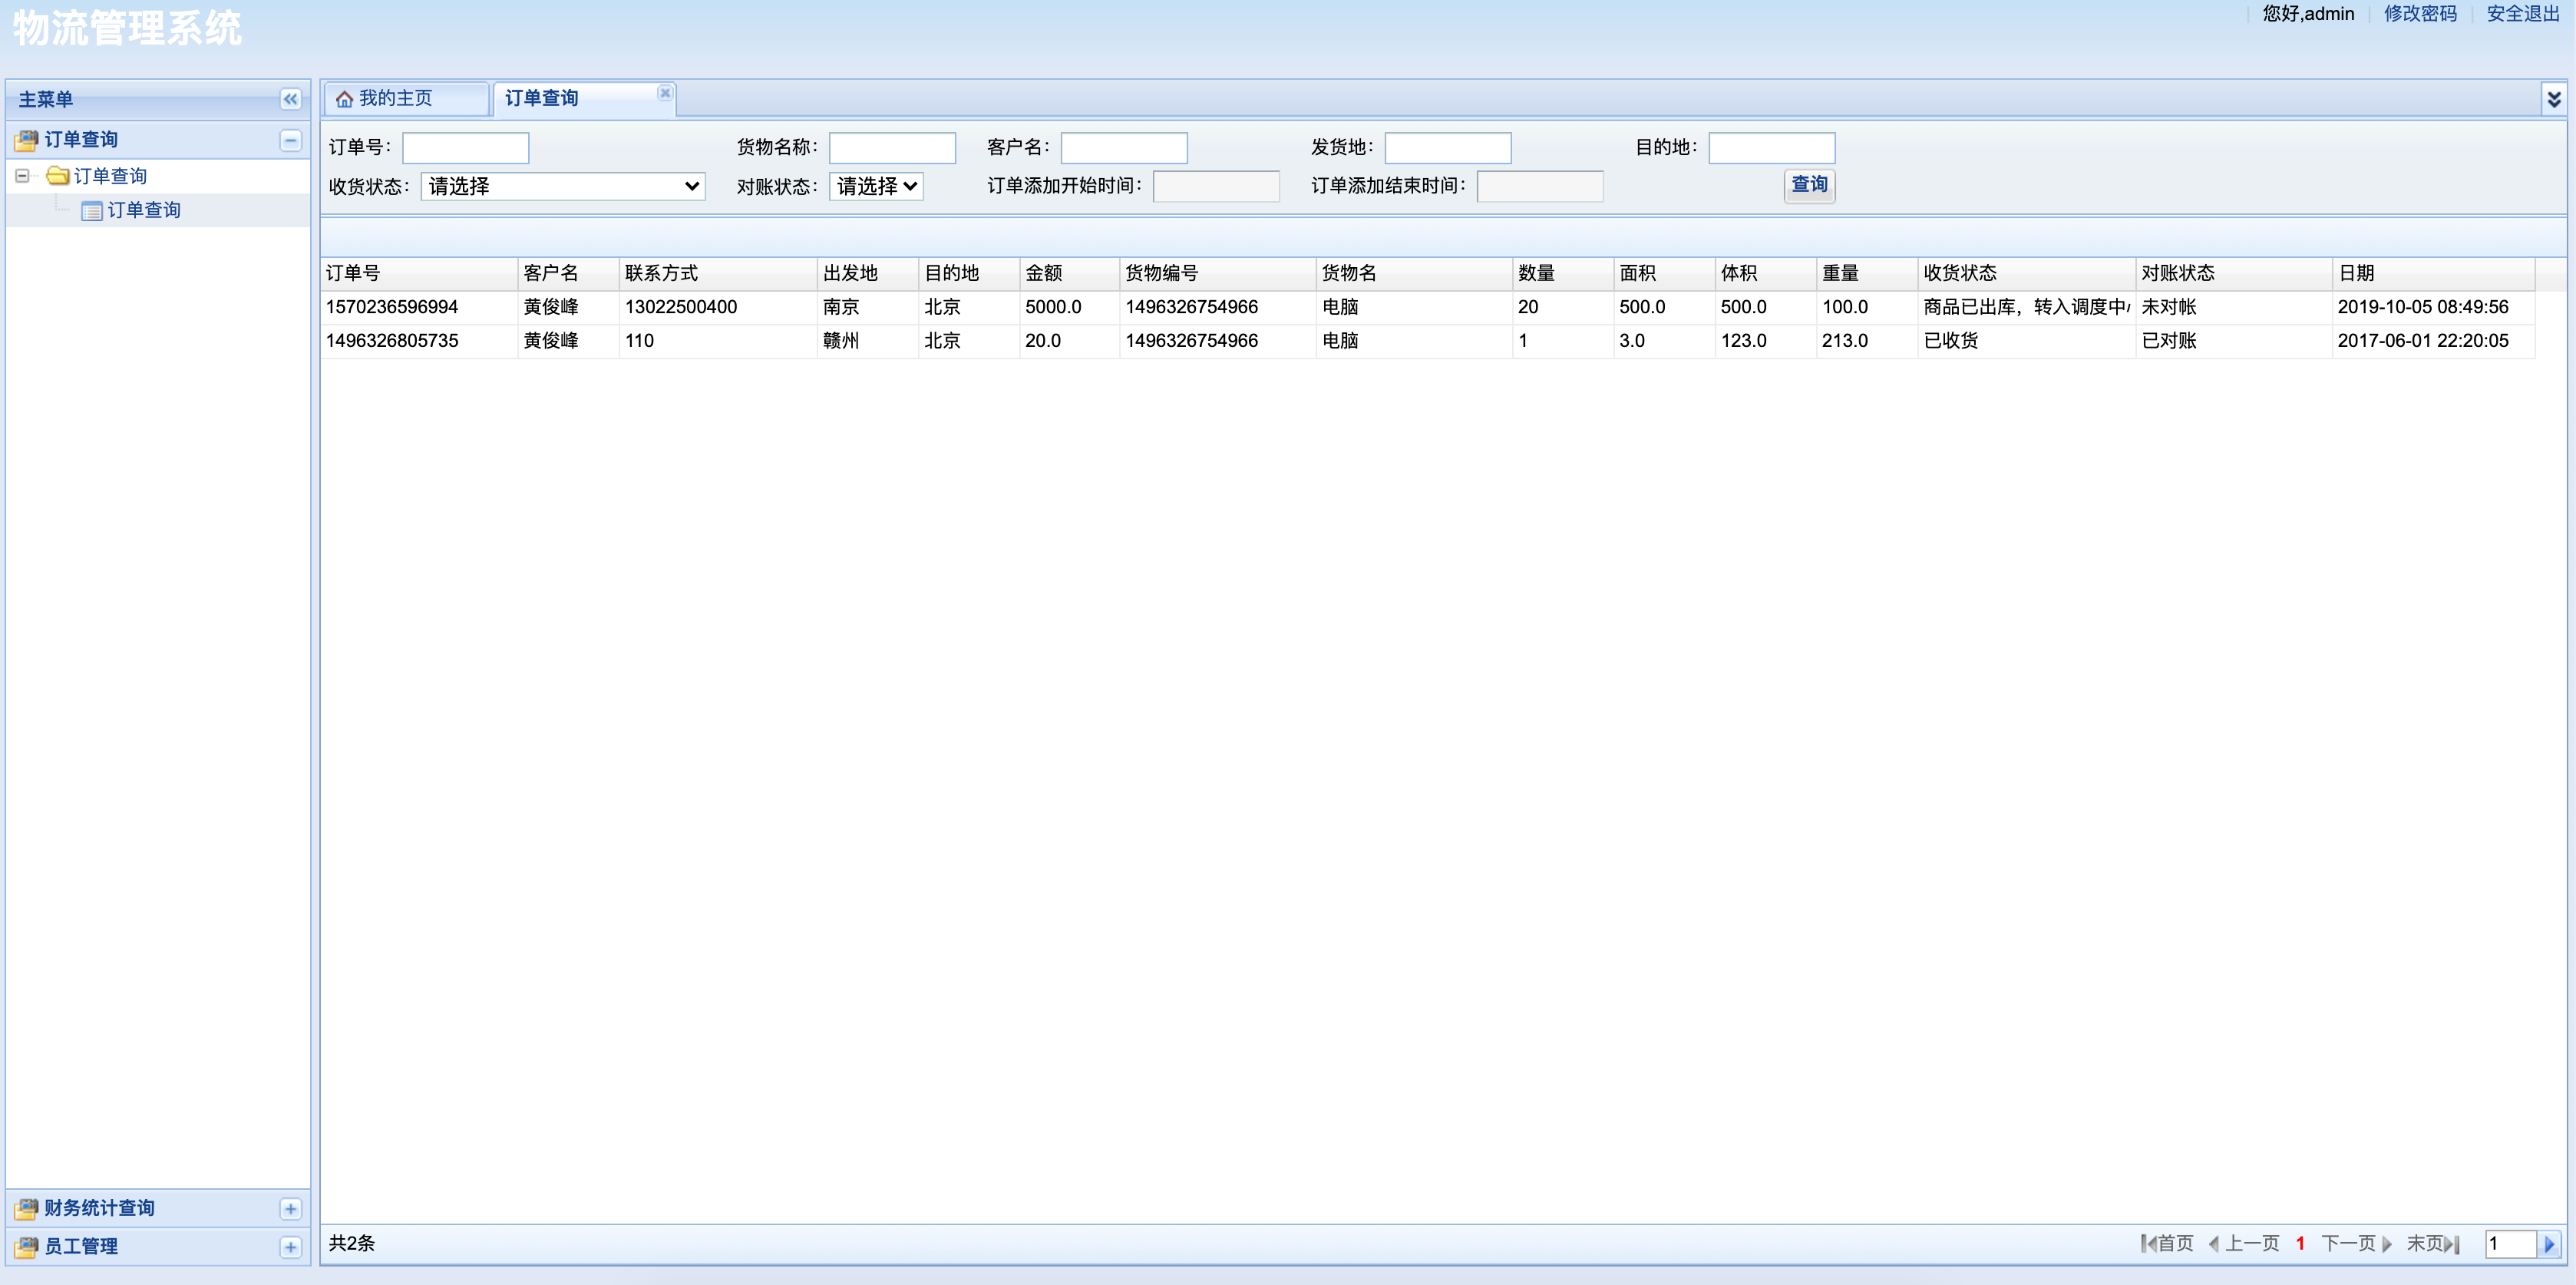 物流管理系统
您好,admin 修改密码 安全退出
主菜单
订单查询
订单查询
订单查询
财务统计查询
员工管理
我的主页 订单查询
订单号： 货物名称： 客户名： 发货地： 目的地：
收货状态： 请选择 对账状态： 请选择 订单添加开始时间： 订单添加结束时间： 查询
订单号 客户名 联系方式 出发地 目的地 金额 货物编号 货物名 数量 面积 体积 重量 收货状态 对账状态 日期
1570236596994 黄俊峰 13022500400 南京 北京 5000.0 1496326754966 电脑 20 500.0 500.0 100.0 商品已出库，转入调度中 未对帐 2019-10-05 08:49:56
1496326805735 黄俊峰 110 赣州 北京 20.0 1496326754966 电脑 1 3.0 123.0 213.0 已收货 已对账 2017-06-01 22:20:05
共2条 首页 上一页 1 下一页 末页 1